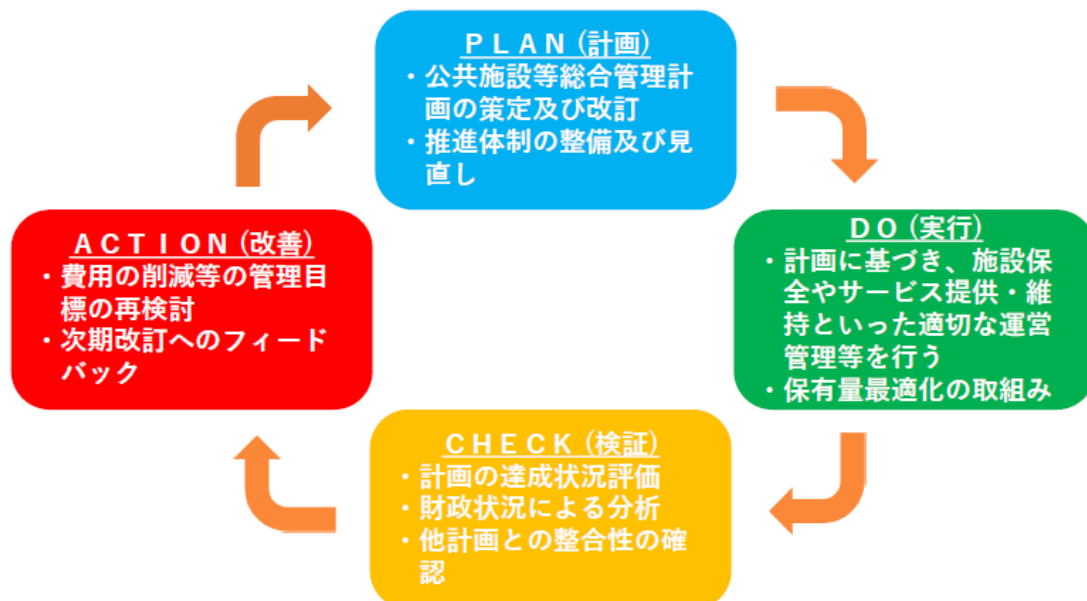 ＰＬＡＮ（計画）
・公共施設等総合管理計
画の策定及び改訂
・推進体制の整備及び見
直し
ＤＯ（実行）
・計画に基づき、施設保
全やサービス提供・維
持といった適切な運営
管理等を行う
・保有量最適化の取組み
ＣＨＥＣＫ（検証）
・計画の達成状況評価
・財政状況による分析
・他計画との整合性の確
認
ＡＣＴＩＯＮ（改善）
・費用の削減等の管理目
標の再検討
・次期改訂へのフィード
バック